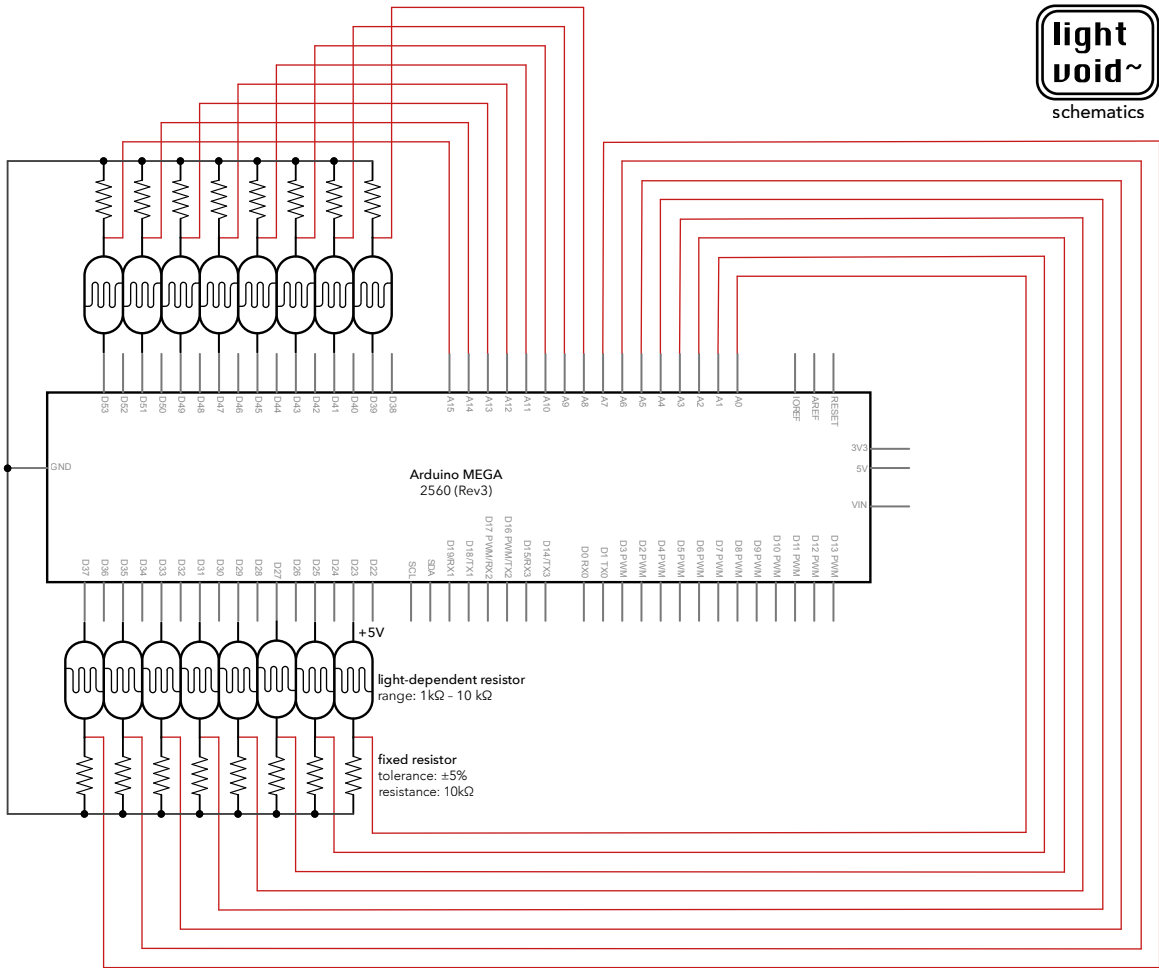 light
void~
schematics
D53
D52
D51
D50
D49
D48
D47
D46
D45
D44
D43
D42
D41
D40
D39
D38
A15
A14
A13
A12
A11
A10
A9
A8
A7
A6
A5
A4
A3
A2
A1
A0
IOREF
AREF
RESET
3V3
5V
VIN
GND
Arduino MEGA
2560 (Rev3)
D37
D36
D35
D34
D33
D32
D31
D30
D29
D28
D27
D26
D25
D24
D23
D22
SCL
SDA
D19/RX1
D18/TX1
D17 PWM/RX2
D16 PWM/TX2
D15/RX3
D14/TX3
D0 RX0
D1 TX0
D3 PWM
D2 PWM
D4 PWM
D5 PWM
D6 PWM
D7 PWM
D8 PWM
D9 PWM
D10 PWM
D11 PWM
D12 PWM
D13 PWM
+5V
light-dependent resistor
range: 1kΩ - 10 kΩ
fixed resistor
tolerance: ±5%
resistance: 10kΩ